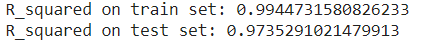 R_squared on train set: 0.9944731580826233
R_squared on test set: 0.9735291021479913